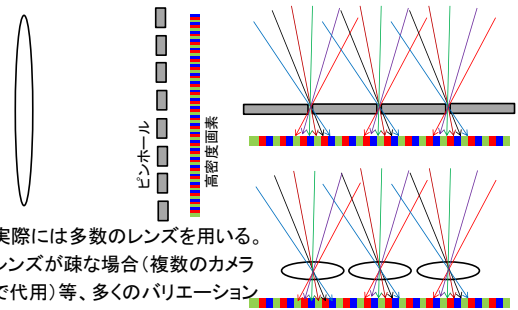 ピンホール
高密度画素
実際には多数のレンズを用いる。
レンズが疎な場合(複数のカメラ
で代用)等、多くのバリエーション